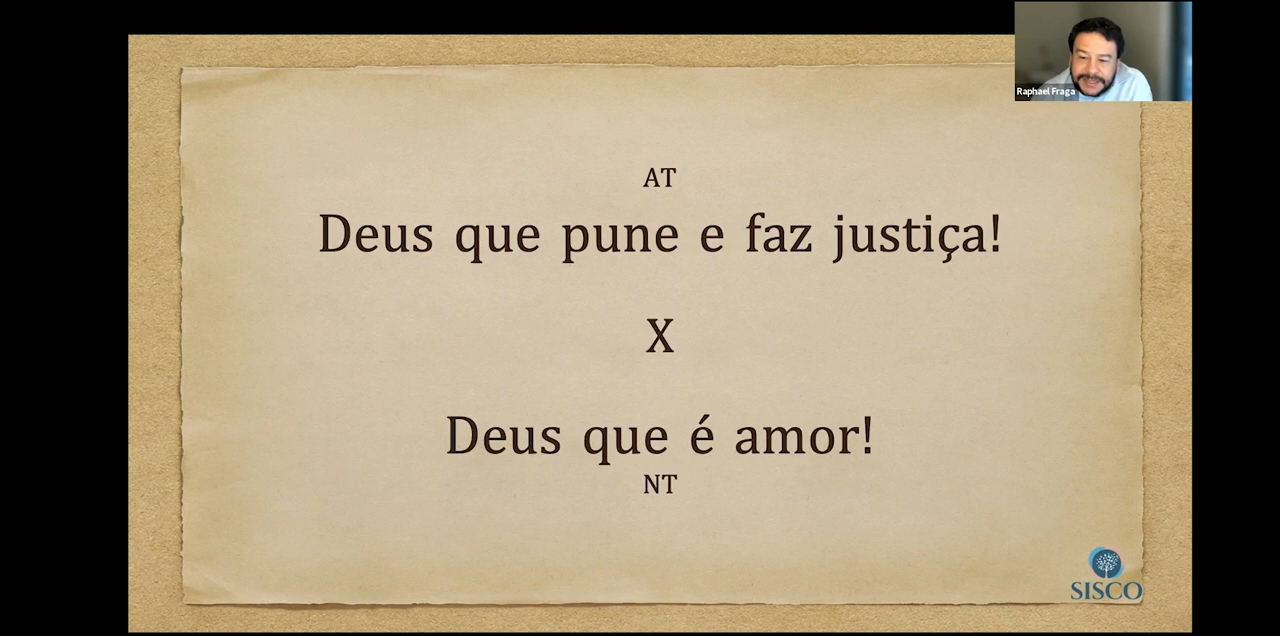 Raphael Fraga
AT
Deus que pune e faz justiça!
X
Deus que é amor!
NT
SISCO